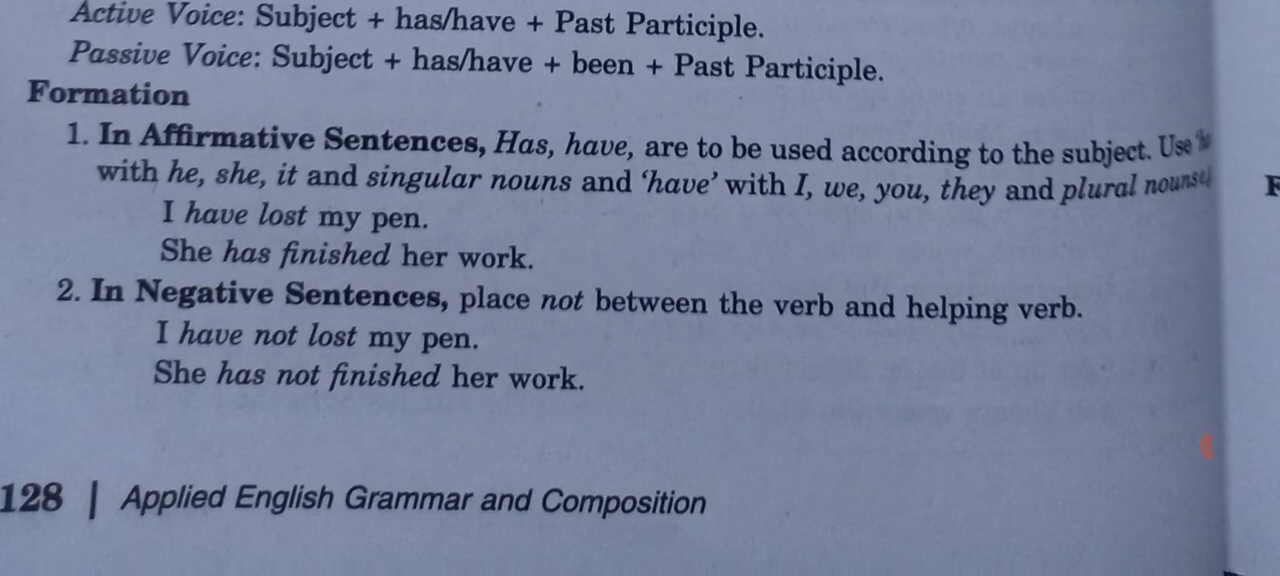 Active Voice: Subject + has/have + Past Participle.
Passive Voice: Subject + has/have + been + Past Participle.
Formation
1. In Affirmative Sentences, Has, have, are to be used according to the subject. Use
with he, she, it and singular nouns and ‘have’ with I, we, you, they and plural nouns
I have lost my pen.
She has finished her work.
2. In Negative Sentences, place not between the verb and helping verb.
I have not lost my pen.
She has not finished her work.
128 | Applied English Grammar and Composition